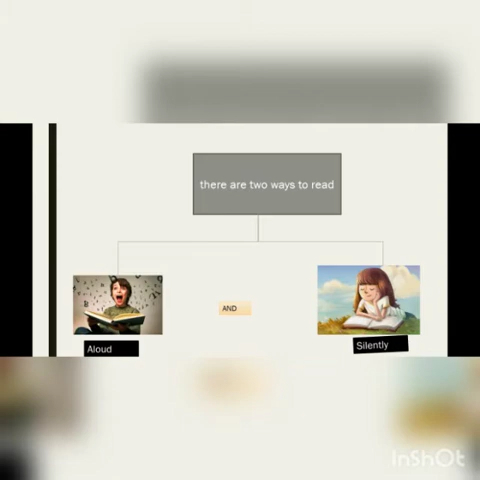 there are two ways to read
AND
Aloud
Silently
InShOt